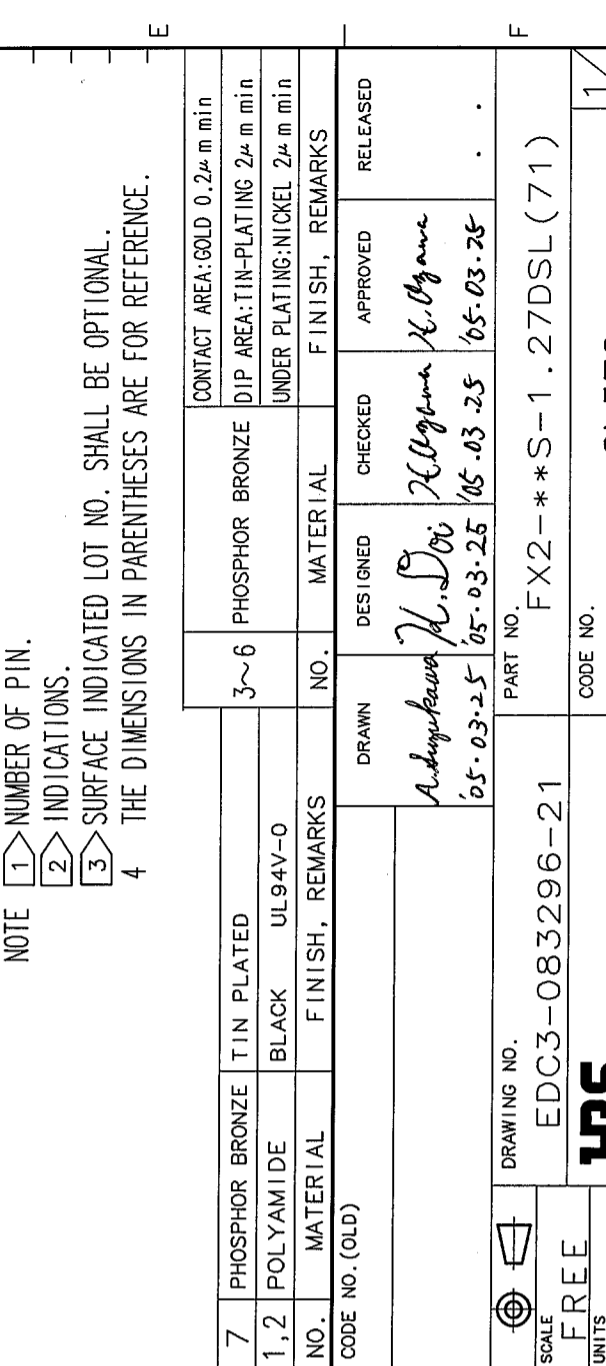 NOTE 1 NUMBER OF PIN.
2 INDICATIONS.
3 SURFACE INDICATED LOT NO. SHALL BE OPTIONAL.
4 THE DIMENSIONS IN PARENTHESES ARE FOR REFERENCE.
E
F
7 PHOSPHOR BRONZE TIN PLATED
1,2 POLYAMIDE BLACK UL94V-0
NO. MATERIAL FINISH, REMARKS
3~6 PHOSPHOR BRONZE
CONTACT AREA:GOLD 0.2μm min
DIP AREA:TIN-PLATING 2μm min
UNDER PLATING:NICKEL 2μm min
NO. MATERIAL FINISH, REMARKS
CODE NO.(OLD)
DRAWN DESIGNED CHECKED APPROVED RELEASED
A. Suzukawa H. Doi H. Ozawa H. Ozawa
'05.03.25 '05.03.25 '05.03.25 '05.03.25 . .
SCALE
FREE
UNITS
DRAWING NO.
EDC3-083296-21
PART NO.
FX2-**S-1.27DSL(71)
HRS
CODE NO.
1/